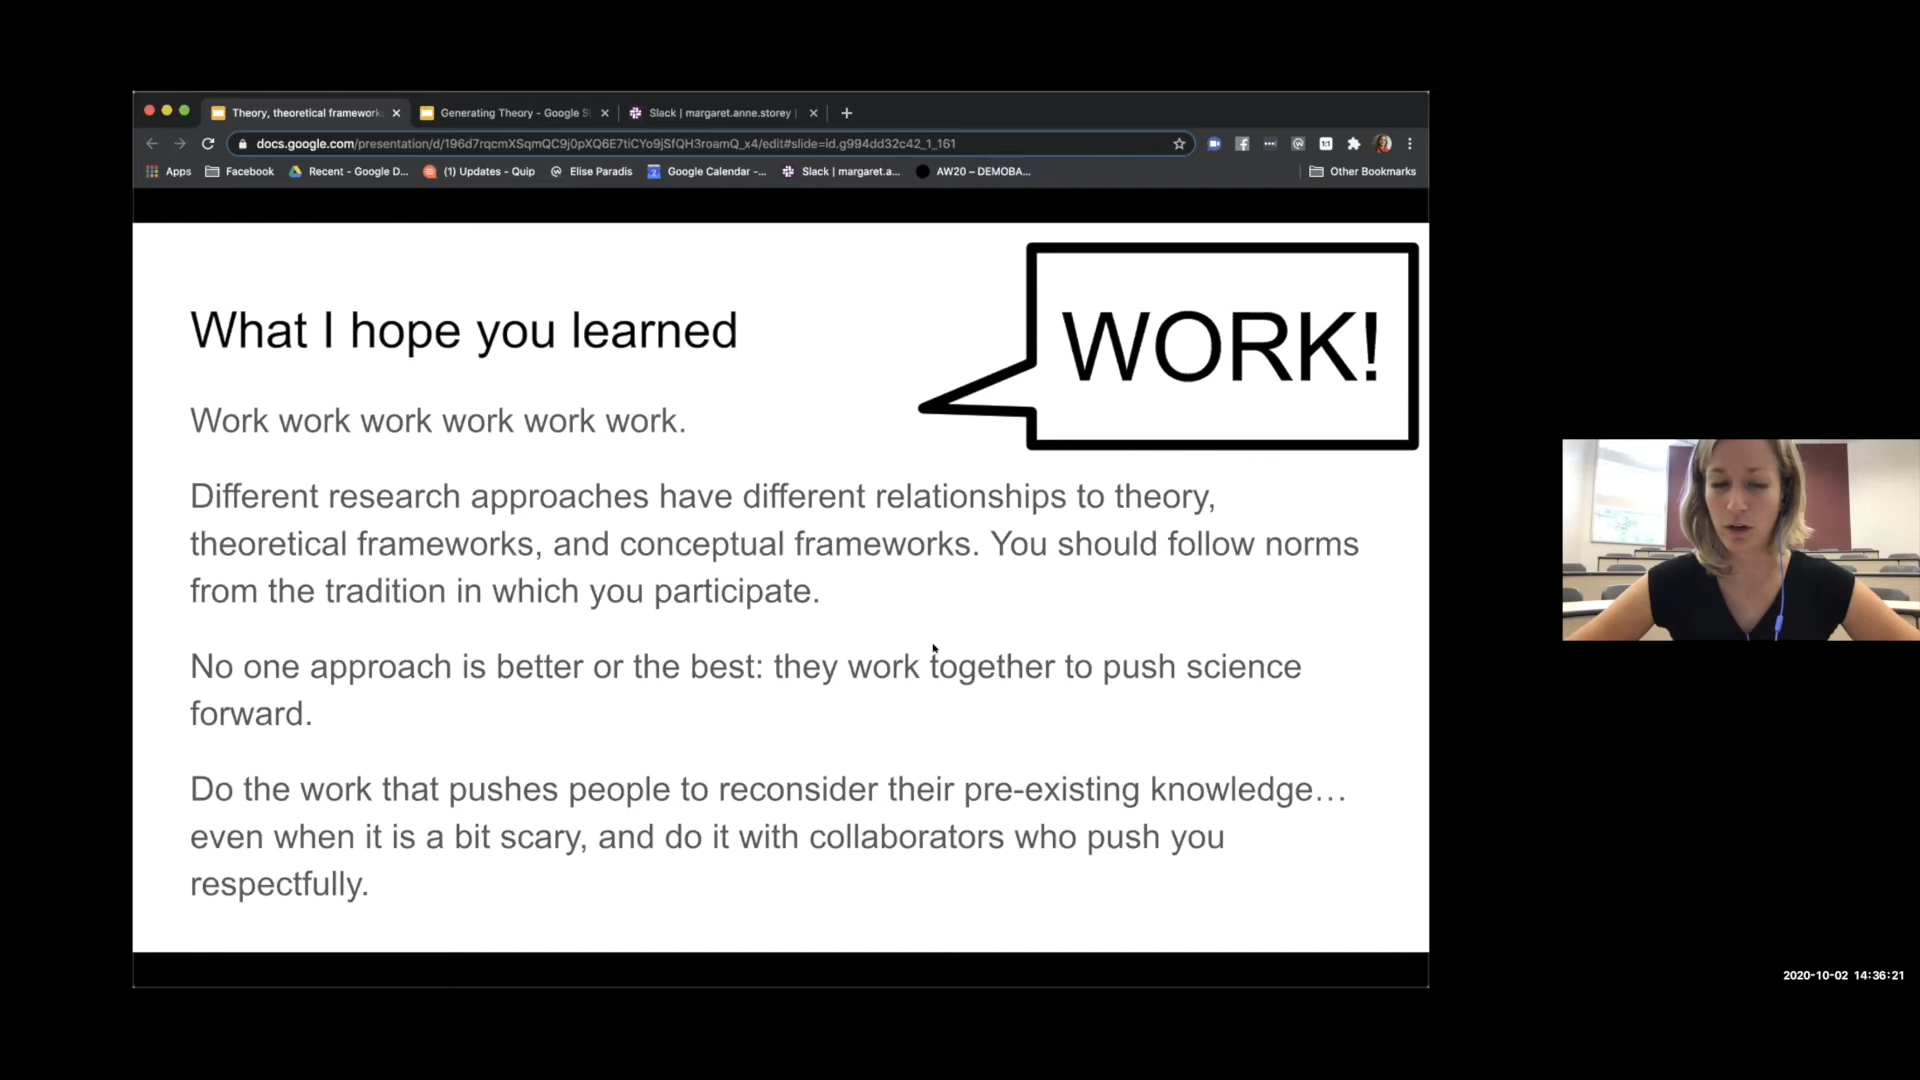 Theory, theoretical framework
Generating Theory - Google S
Slack | margaret.anne.storey |
docs.google.com/presentation/d/196d7rqcmXSqmQC9j0pXQ6E7tiCYo9jSfQH3roamQ_x4/edit#slide=id.g994dd32c42_1_161
Apps
Facebook
Recent - Google D...
(1) Updates - Quip
Elise Paradis
Google Calendar -...
Slack | margaret.a...
AW20 – DEMOBA...
Other Bookmarks
WORK!
What I hope you learned
Work work work work work work.
Different research approaches have different relationships to theory,
theoretical frameworks, and conceptual frameworks. You should follow norms
from the tradition in which you participate.
No one approach is better or the best: they work together to push science
forward.
Do the work that pushes people to reconsider their pre-existing knowledge…
even when it is a bit scary, and do it with collaborators who push you
respectfully.
2020-10-02 14:36:21